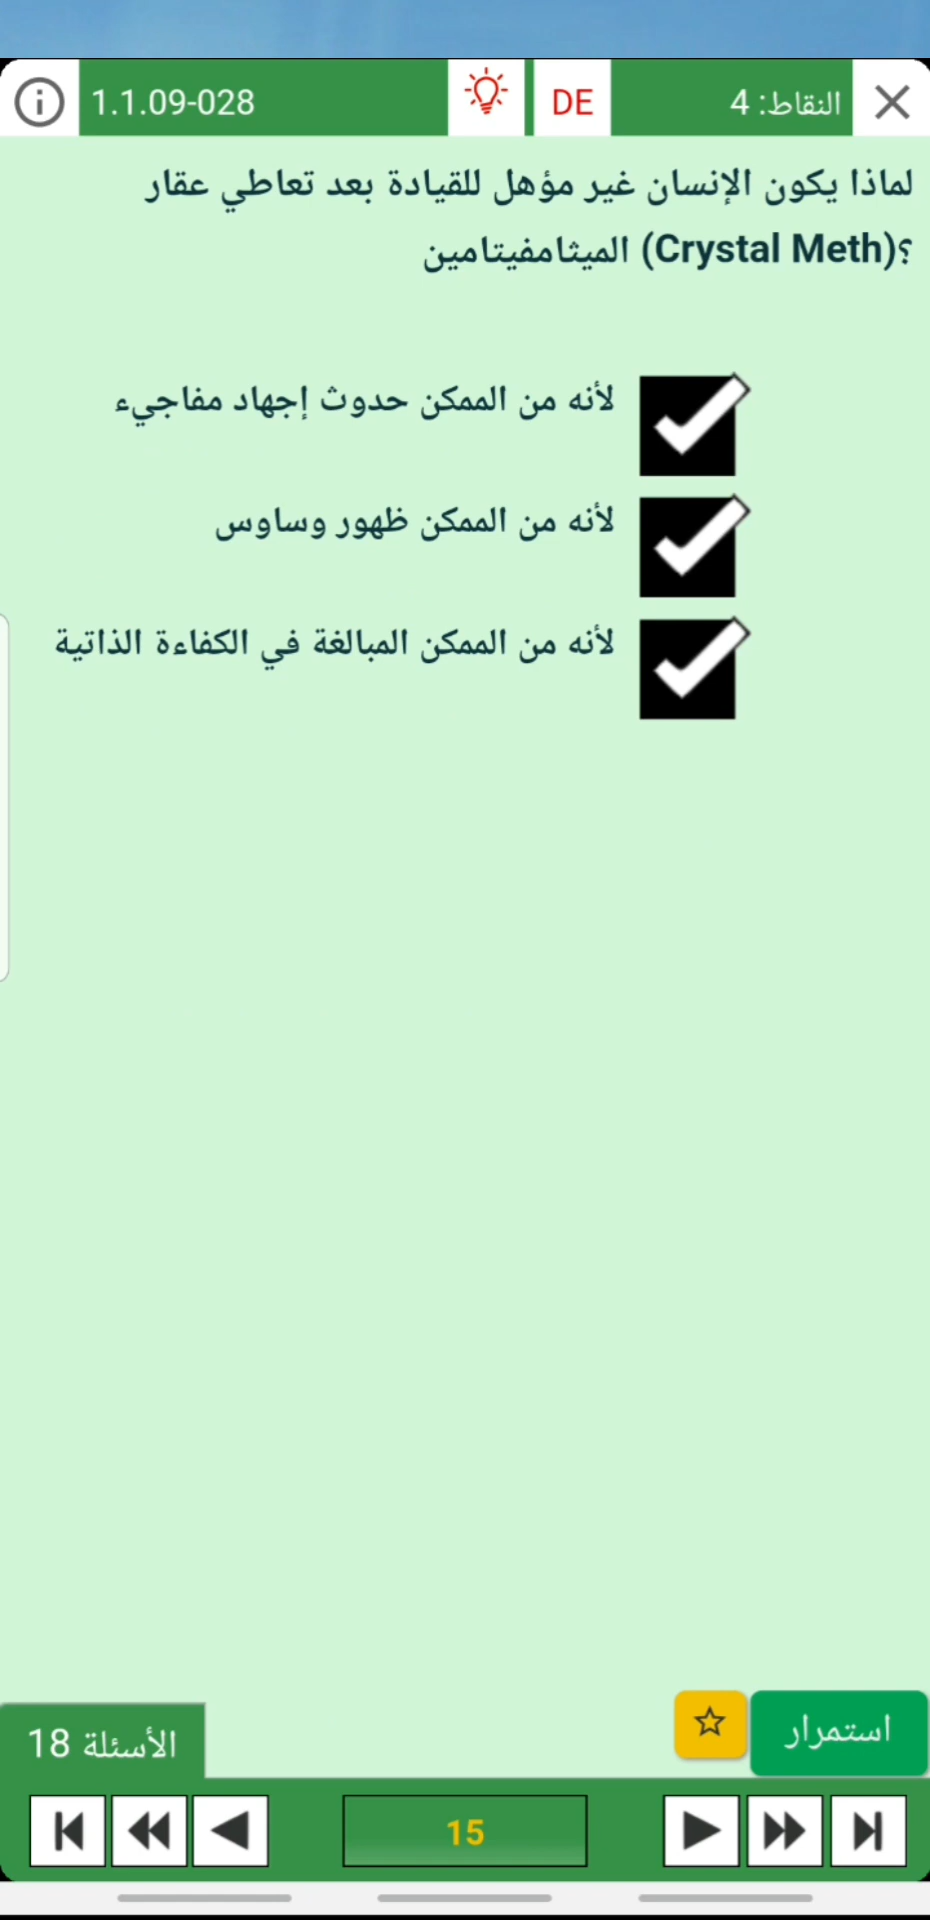 1.1.09-028
DE
النقاط: 4
لماذا يكون الإنسان غير مؤهل للقيادة بعد تعاطي عقار
الميثامفيتامين (Crystal Meth)؟
لأنه من الممكن حدوث إجهاد مفاجيء
لأنه من الممكن ظهور وساوس
لأنه من الممكن المبالغة في الكفاءة الذاتية
استمرار
الأسئلة 18
15